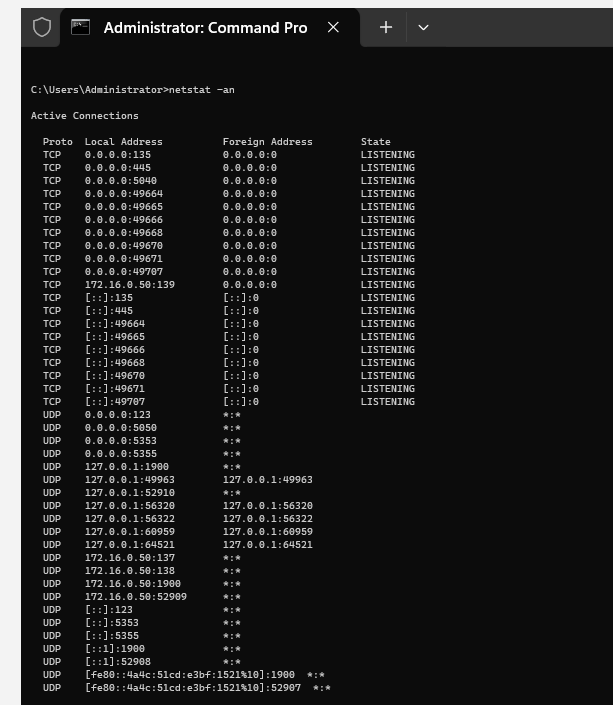 Administrator: Command Pro
C:\Users\Administrator>netstat -an
Active Connections
Proto  Local Address          Foreign Address        State
TCP    0.0.0.0:135            0.0.0.0:0              LISTENING
TCP    0.0.0.0:445            0.0.0.0:0              LISTENING
TCP    0.0.0.0:5040           0.0.0.0:0              LISTENING
TCP    0.0.0.0:49664          0.0.0.0:0              LISTENING
TCP    0.0.0.0:49665          0.0.0.0:0              LISTENING
TCP    0.0.0.0:49666          0.0.0.0:0              LISTENING
TCP    0.0.0.0:49668          0.0.0.0:0              LISTENING
TCP    0.0.0.0:49670          0.0.0.0:0              LISTENING
TCP    0.0.0.0:49671          0.0.0.0:0              LISTENING
TCP    0.0.0.0:49707          0.0.0.0:0              LISTENING
TCP    172.16.0.50:139        0.0.0.0:0              LISTENING
TCP    [::]:135               [::]:0                 LISTENING
TCP    [::]:445               [::]:0                 LISTENING
TCP    [::]:49664             [::]:0                 LISTENING
TCP    [::]:49665             [::]:0                 LISTENING
TCP    [::]:49666             [::]:0                 LISTENING
TCP    [::]:49668             [::]:0                 LISTENING
TCP    [::]:49670             [::]:0                 LISTENING
TCP    [::]:49671             [::]:0                 LISTENING
TCP    [::]:49707             [::]:0                 LISTENING
UDP    0.0.0.0:123            *:*
UDP    0.0.0.0:5050           *:*
UDP    0.0.0.0:5353           *:*
UDP    0.0.0.0:5355           *:*
UDP    127.0.0.1:1900         *:*
UDP    127.0.0.1:49963        127.0.0.1:49963
UDP    127.0.0.1:52910        *:*
UDP    127.0.0.1:56320        127.0.0.1:56320
UDP    127.0.0.1:56322        127.0.0.1:56322
UDP    127.0.0.1:60959        127.0.0.1:60959
UDP    127.0.0.1:64521        127.0.0.1:64521
UDP    172.16.0.50:137        *:*
UDP    172.16.0.50:138        *:*
UDP    172.16.0.50:1900       *:*
UDP    172.16.0.50:52909      *:*
UDP    [::]:123               *:*
UDP    [::]:5353              *:*
UDP    [::]:5355              *:*
UDP    [::1]:1900             *:*
UDP    [::1]:52908            *:*
UDP    [fe80::4a4c:51cd:e3bf:1521%10]:1900  *:*
UDP    [fe80::4a4c:51cd:e3bf:1521%10]:52907  *:*